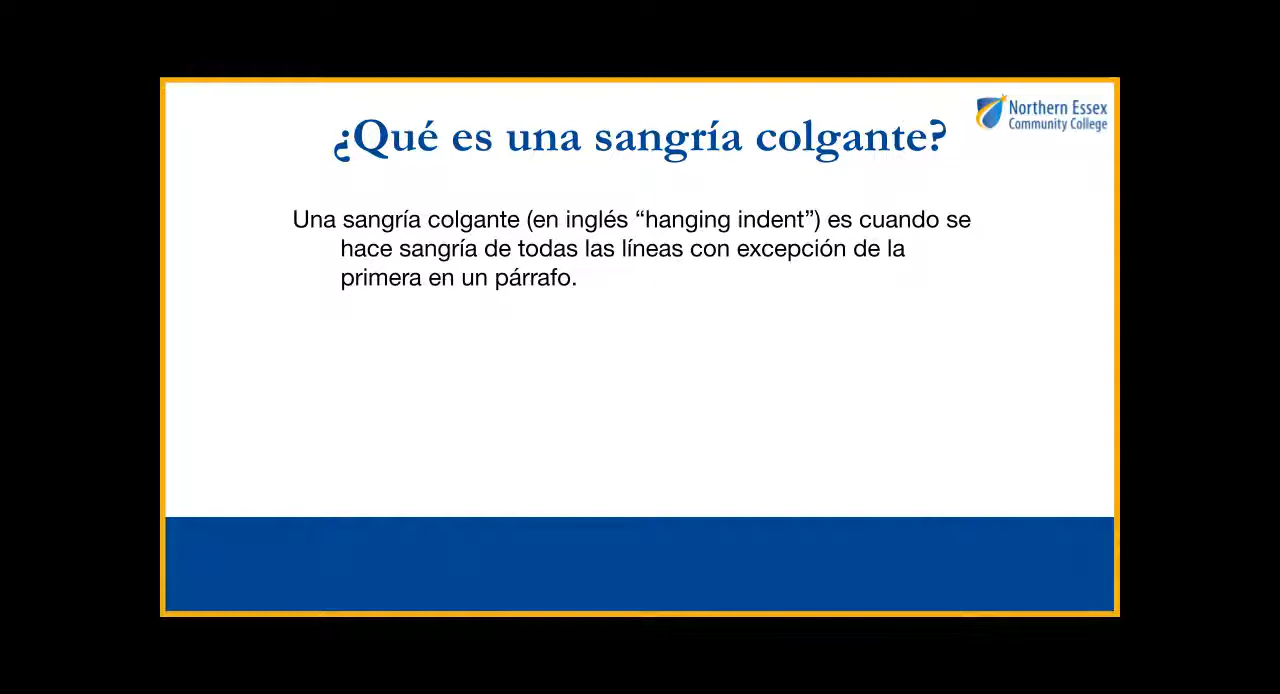 ¿Qué es una sangría colgante?
Northern Essex
Community College
Una sangría colgante (en inglés “hanging indent”) es cuando se
hace sangría de todas las líneas con excepción de la
primera en un párrafo.